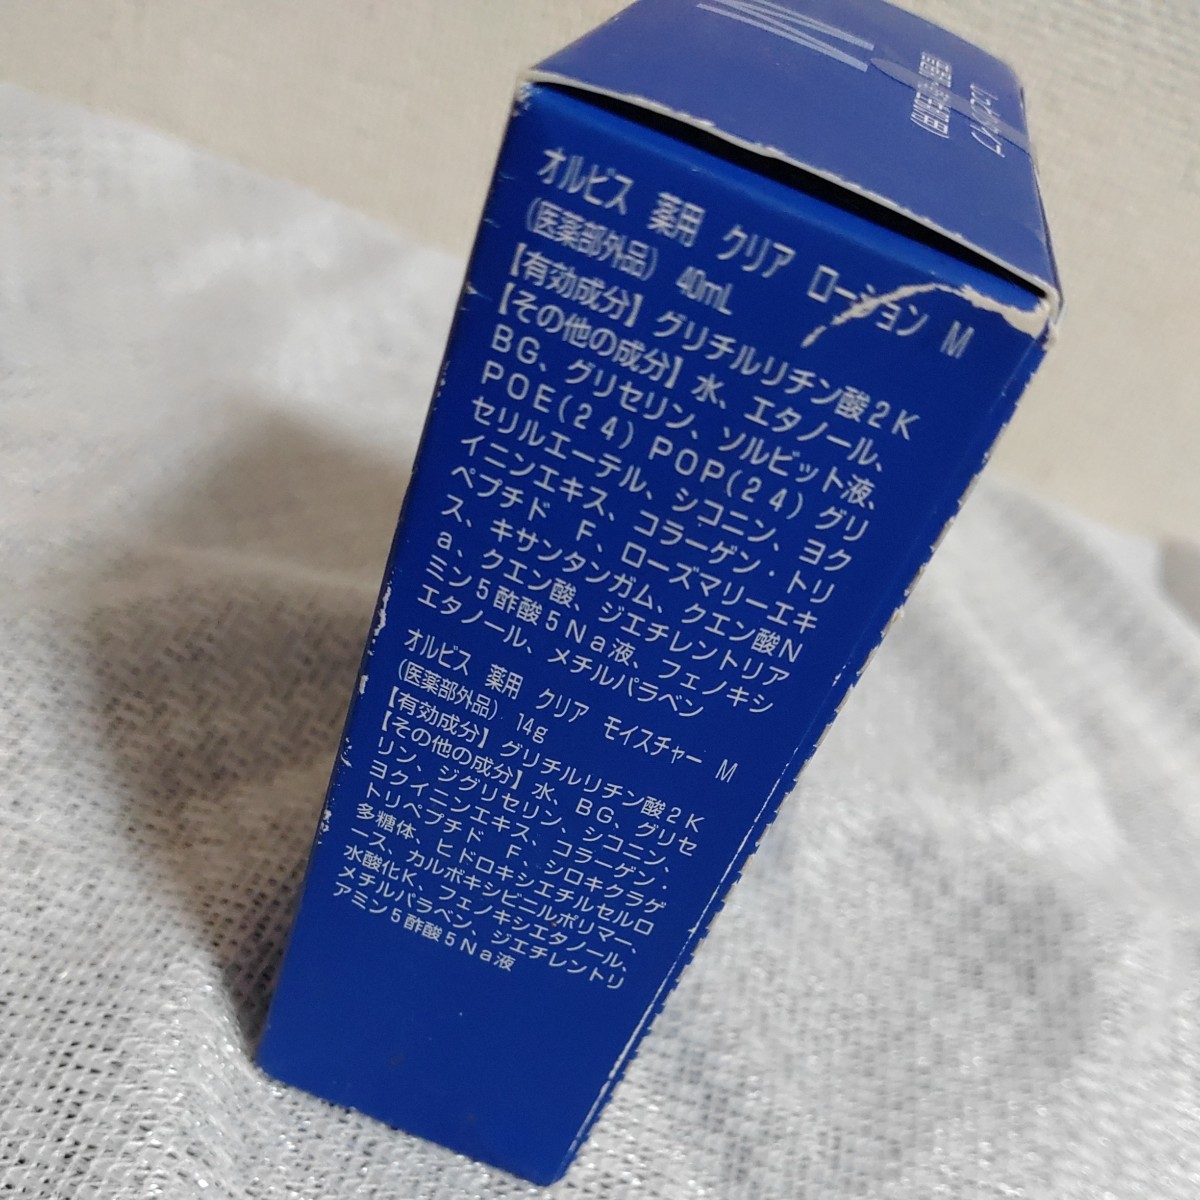 M
オルビス 薬用 クリア ローション M
(医薬部外品) 40mL
【有効成分】グリチルリチン酸2K
【その他の成分】水、エタノール、
BG、グリセリン、ソルビット液、
POE(24) POP(24) グリ
セリルエーテル、シコニン、ヨク
イニンエキス、コラーゲン・トリ
ペプチド F、ローズマリーエキ
ス、キサンタンガム、クエン酸N
a、クエン酸、ジエチレントリア
ミン5酢酸5Na液、フェノキシ
エタノール、メチルパラベン
オルビス 薬用 クリア モイスチャー M
(医薬部外品) 14g
【有効成分】グリチルリチン酸2K
【その他の成分】水、BG、グリセ
リン、ジグリセリン、シコニン、
ヨクイニンエキス、コラーゲン・
トリペプチド F、シロキクラゲ
多糖体、ヒドロキシエチルセルロ
ース、カルボキシビニルポリマー、
水酸化K、フェノキシエタノール、
メチルパラベン、ジエチレントリ
アミン5酢酸5Na液